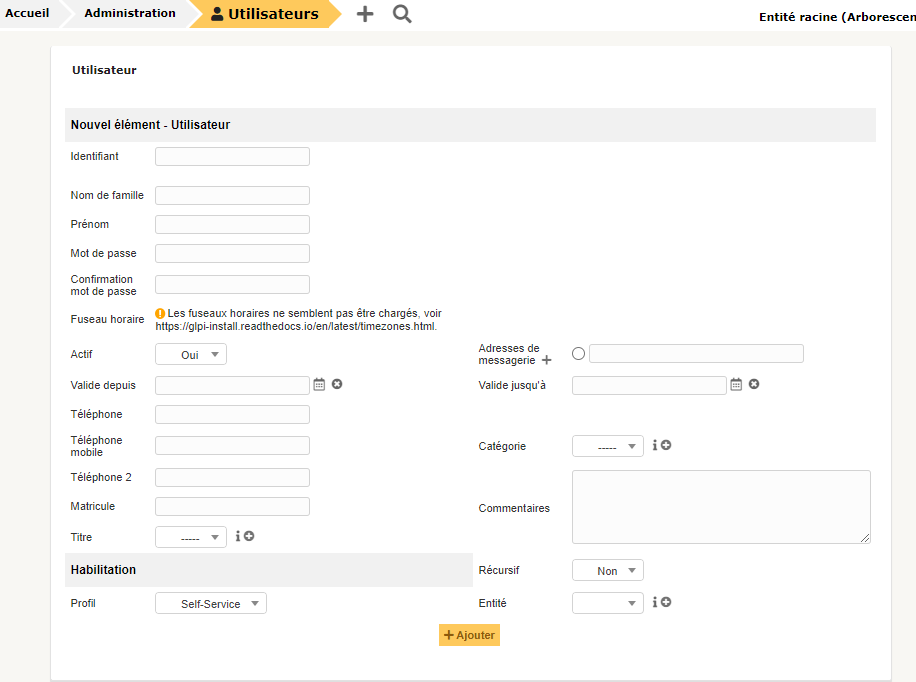 Accueil Administration Utilisateurs
Entité racine (Arborescen
Utilisateur
Nouvel élément - Utilisateur
Identifiant
Nom de famille
Prénom
Mot de passe
Confirmation
mot de passe
Fuseau horaire
Les fuseaux horaires ne semblent pas être chargés, voir
https://glpi-install.readthedocs.io/en/latest/timezones.html.
Actif Oui
Adresses de
messagerie
Valide depuis
Valide jusqu'à
Téléphone
Téléphone
mobile
Catégorie -----
Téléphone 2
Matricule
Commentaires
Titre -----
Habilitation
Récursif Non
Profil Self-Service
Entité
+ Ajouter